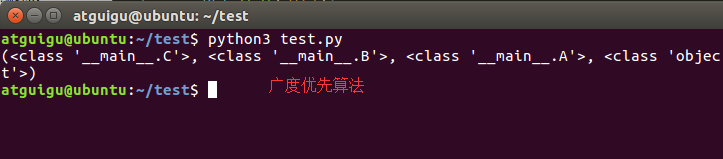 atguigu@ubuntu: ~/test
atguigu@ubuntu:~/test$ python3 test.py
(<class '__main__.C'>, <class '__main__.B'>, <class '__main__.A'>, <class 'objec
t'>)
atguigu@ubuntu:~/test$
广度优先算法